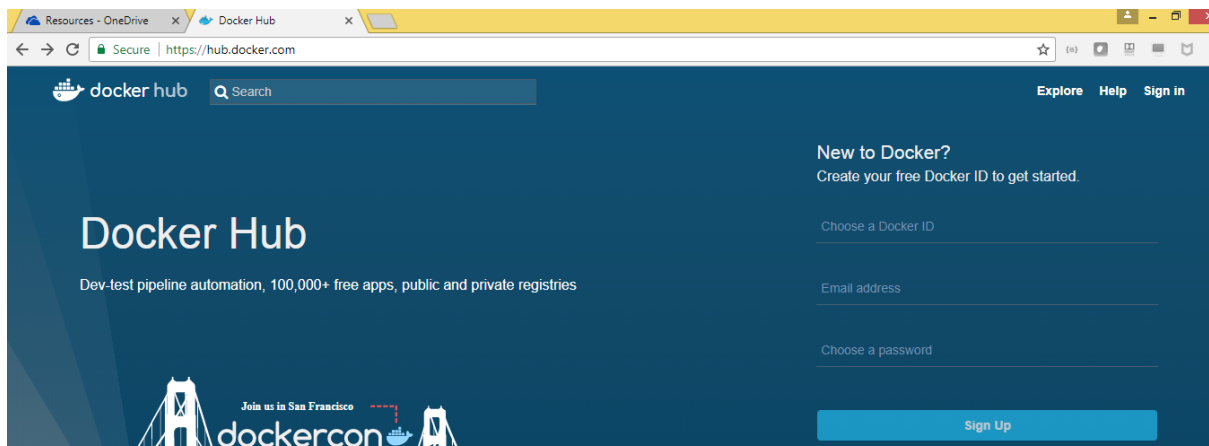 Resources - OneDrive
Docker Hub
Secure
https://hub.docker.com
docker hub
Search
Explore Help Sign in
New to Docker?
Create your free Docker ID to get started.
Choose a Docker ID
Docker Hub
Dev-test pipeline automation, 100,000+ free apps, public and private registries
Email address
Choose a password
Join us in San Francisco
dockercon
Sign Up